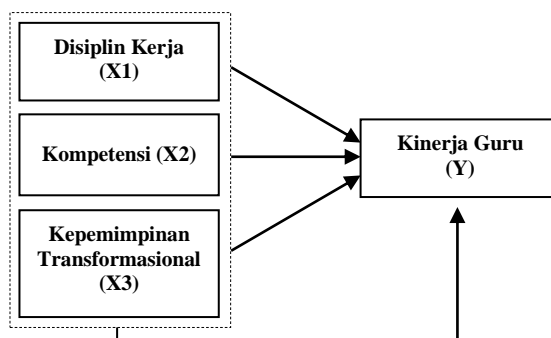 Disiplin Kerja
(X1)
Kompetensi (X2)
Kepemimpinan
Transformasional
(X3)
Kinerja Guru
(Y)